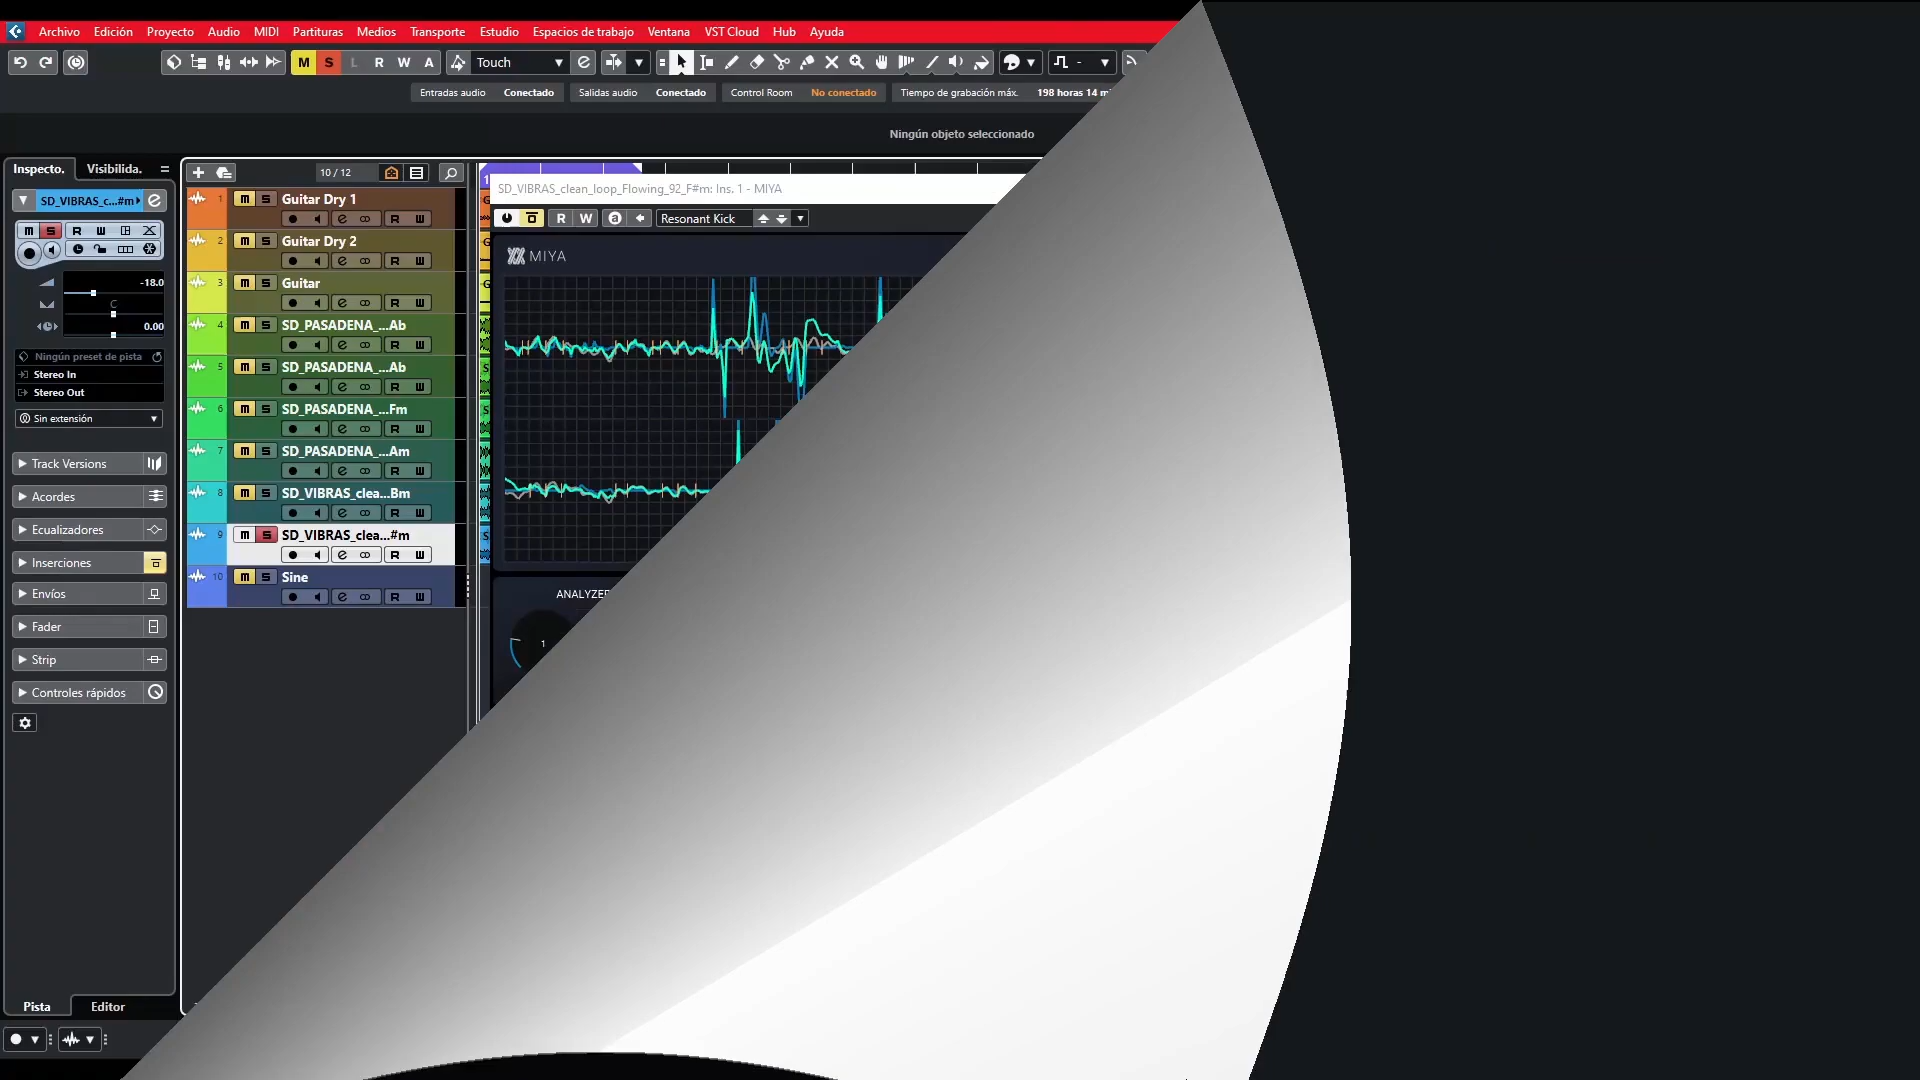 Archivo Edición Proyecto Audio MIDI Partituras Medios Transporte Estudio Espacios de trabajo Ventana VST Cloud Hub Ayuda
M S L R W A Touch -
Entradas audio Conectado Salidas audio Conectado Control Room No conectado Tiempo de grabación máx. 198 horas 14
Ningún objeto seleccionado
Inspecto. Visibilida.
10 / 12
SD_VIBRAS_c...#m
M S R W
-18.0
C
0.00
Ningún preset de pista
Stereo In
Stereo Out
Sin extensión
Track Versions
Acordes
Ecualizadores
Inserciones
Envíos
Fader
Strip
Controles rápidos
Pista Editor
1 M S Guitar Dry 1
R W
2 M S Guitar Dry 2
R W
3 M S Guitar
R W
4 M S SD_PASADENA_...Ab
R W
5 M S SD_PASADENA_...Ab
R W
6 M S SD_PASADENA_...Fm
R W
7 M S SD_PASADENA_...Am
R W
8 M S SD_VIBRAS_clea...Bm
R W
9 M S SD_VIBRAS_clea...#m
R W
10 M S Sine
R W
1
SD_VIBRAS_clean_loop_Flowing_92_F#m: Ins. 1 - MIYA
R W a Resonant Kick
MIYA
ANALYZER
1